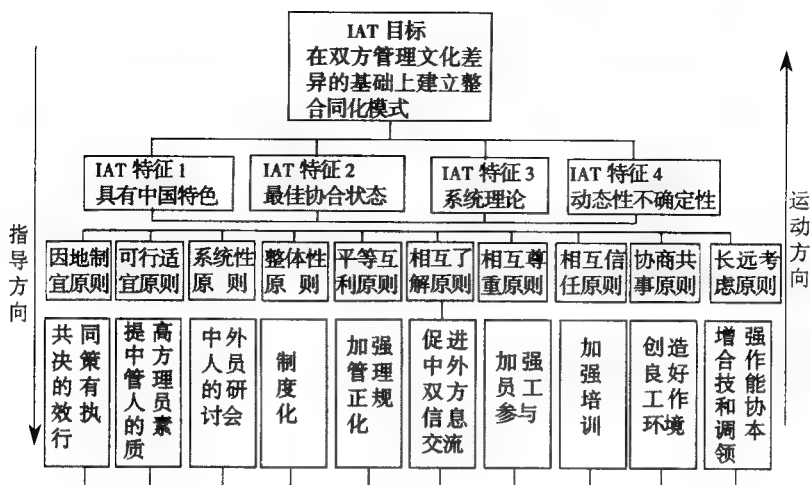 IAT 目标
在双方管理文化差
异的基础上建立整
合同化模式
IAT 特征 1
具有中国特色
IAT 特征 2
最佳协合状态
IAT 特征 3
系统理论
IAT 特征 4
动态性不确定性
指导方向
运动方向
因地制
宜原则
可行适
宜原则
系统性
原 则
整体性
原 则
平等互
利原则
相互了
解原则
相互尊
重原则
相互信
任原则
协商共
事原则
长远考
虑原则
共同
决策
的有
效执
行
提高
中方
管理
人员
的素
质
中外
人员
的研
讨会
制度化
加强
管理
正规
化
促进
中外
双方
信息
交流
加强
员工
参与
加强培训
创造
良好
工作
环境
增强
合作
技能
和协
调本
领